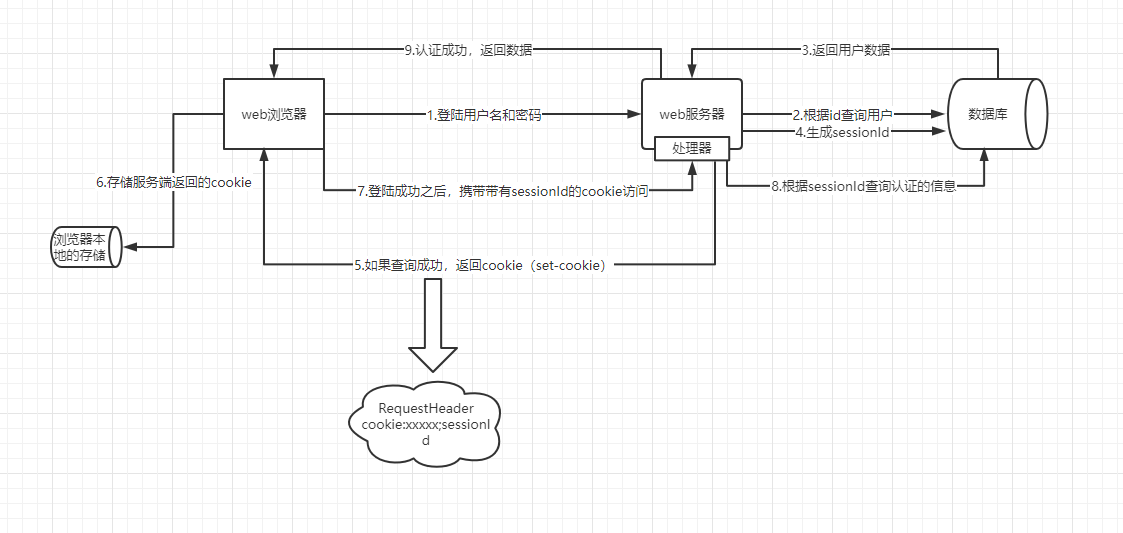 9.认证成功，返回数据
3.返回用户数据
web浏览器
1.登陆用户名和密码
web服务器
2.根据id查询用户
数据库
4.生成sessionId
处理器
6.存储服务端返回的cookie
7.登陆成功之后，携带带有sessionId的cookie访问
8.根据sessionId查询认证的信息
浏览器本
地的存储
5.如果查询成功，返回cookie（set-cookie）
RequestHeader
cookie:xxxxx;sessionI
d